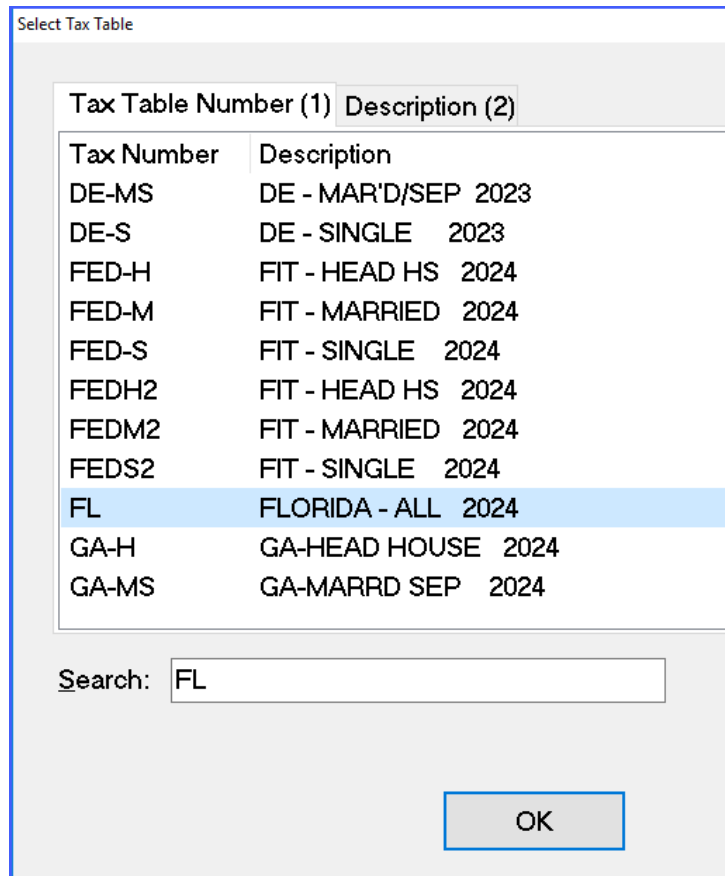 Select Tax Table
Tax Table Number (1) Description (2)
Tax Number Description
DE-MS DE - MAR'D/SEP 2023
DE-S DE - SINGLE 2023
FED-H FIT - HEAD HS 2024
FED-M FIT - MARRIED 2024
FED-S FIT - SINGLE 2024
FEDH2 FIT - HEAD HS 2024
FEDM2 FIT - MARRIED 2024
FEDS2 FIT - SINGLE 2024
FL FLORIDA - ALL 2024
GA-H GA-HEAD HOUSE 2024
GA-MS GA-MARRD SEP 2024
Search: FL
OK